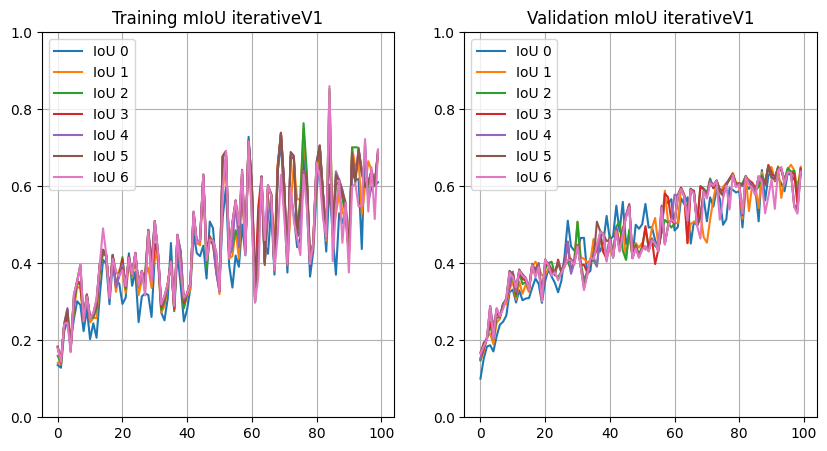 Training mIoU iterativeV1
1.0
0.8
0.6
0.4
0.2
0.0
0 20 40 60 80 100
IoU 0
IoU 1
IoU 2
IoU 3
IoU 4
IoU 5
IoU 6
Validation mIoU iterativeV1
1.0
0.8
0.6
0.4
0.2
0.0
0 20 40 60 80 100
IoU 0
IoU 1
IoU 2
IoU 3
IoU 4
IoU 5
IoU 6